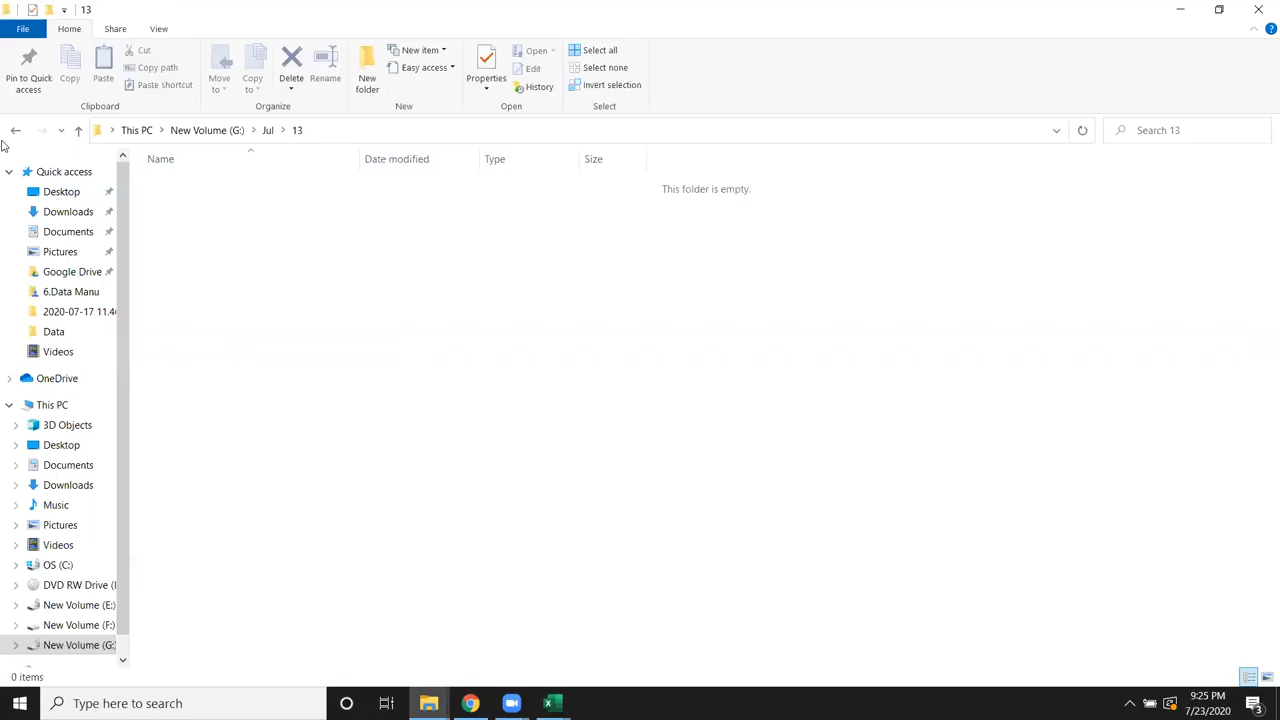 13
File
Home
Share
View
Pin to Quick access
Copy
Paste
Cut
Copy path
Paste shortcut
Clipboard
Move to
Copy to
Delete
Rename
Organize
New folder
New item
Easy access
New
Properties
Open
Edit
History
Open
Select all
Select none
Invert selection
Select
This PC
New Volume (G:)
Jul
13
Search 13
Name
Date modified
Type
Size
This folder is empty.
Quick access
Desktop
Downloads
Documents
Pictures
Google Drive
6.Data Manu
2020-07-17 11.4
Data
Videos
OneDrive
This PC
3D Objects
Desktop
Documents
Downloads
Music
Pictures
Videos
OS (C:)
DVD RW Drive (
New Volume (E:)
New Volume (F:)
New Volume (G:)
0 items
Type here to search
9:25 PM
7/23/2020
3